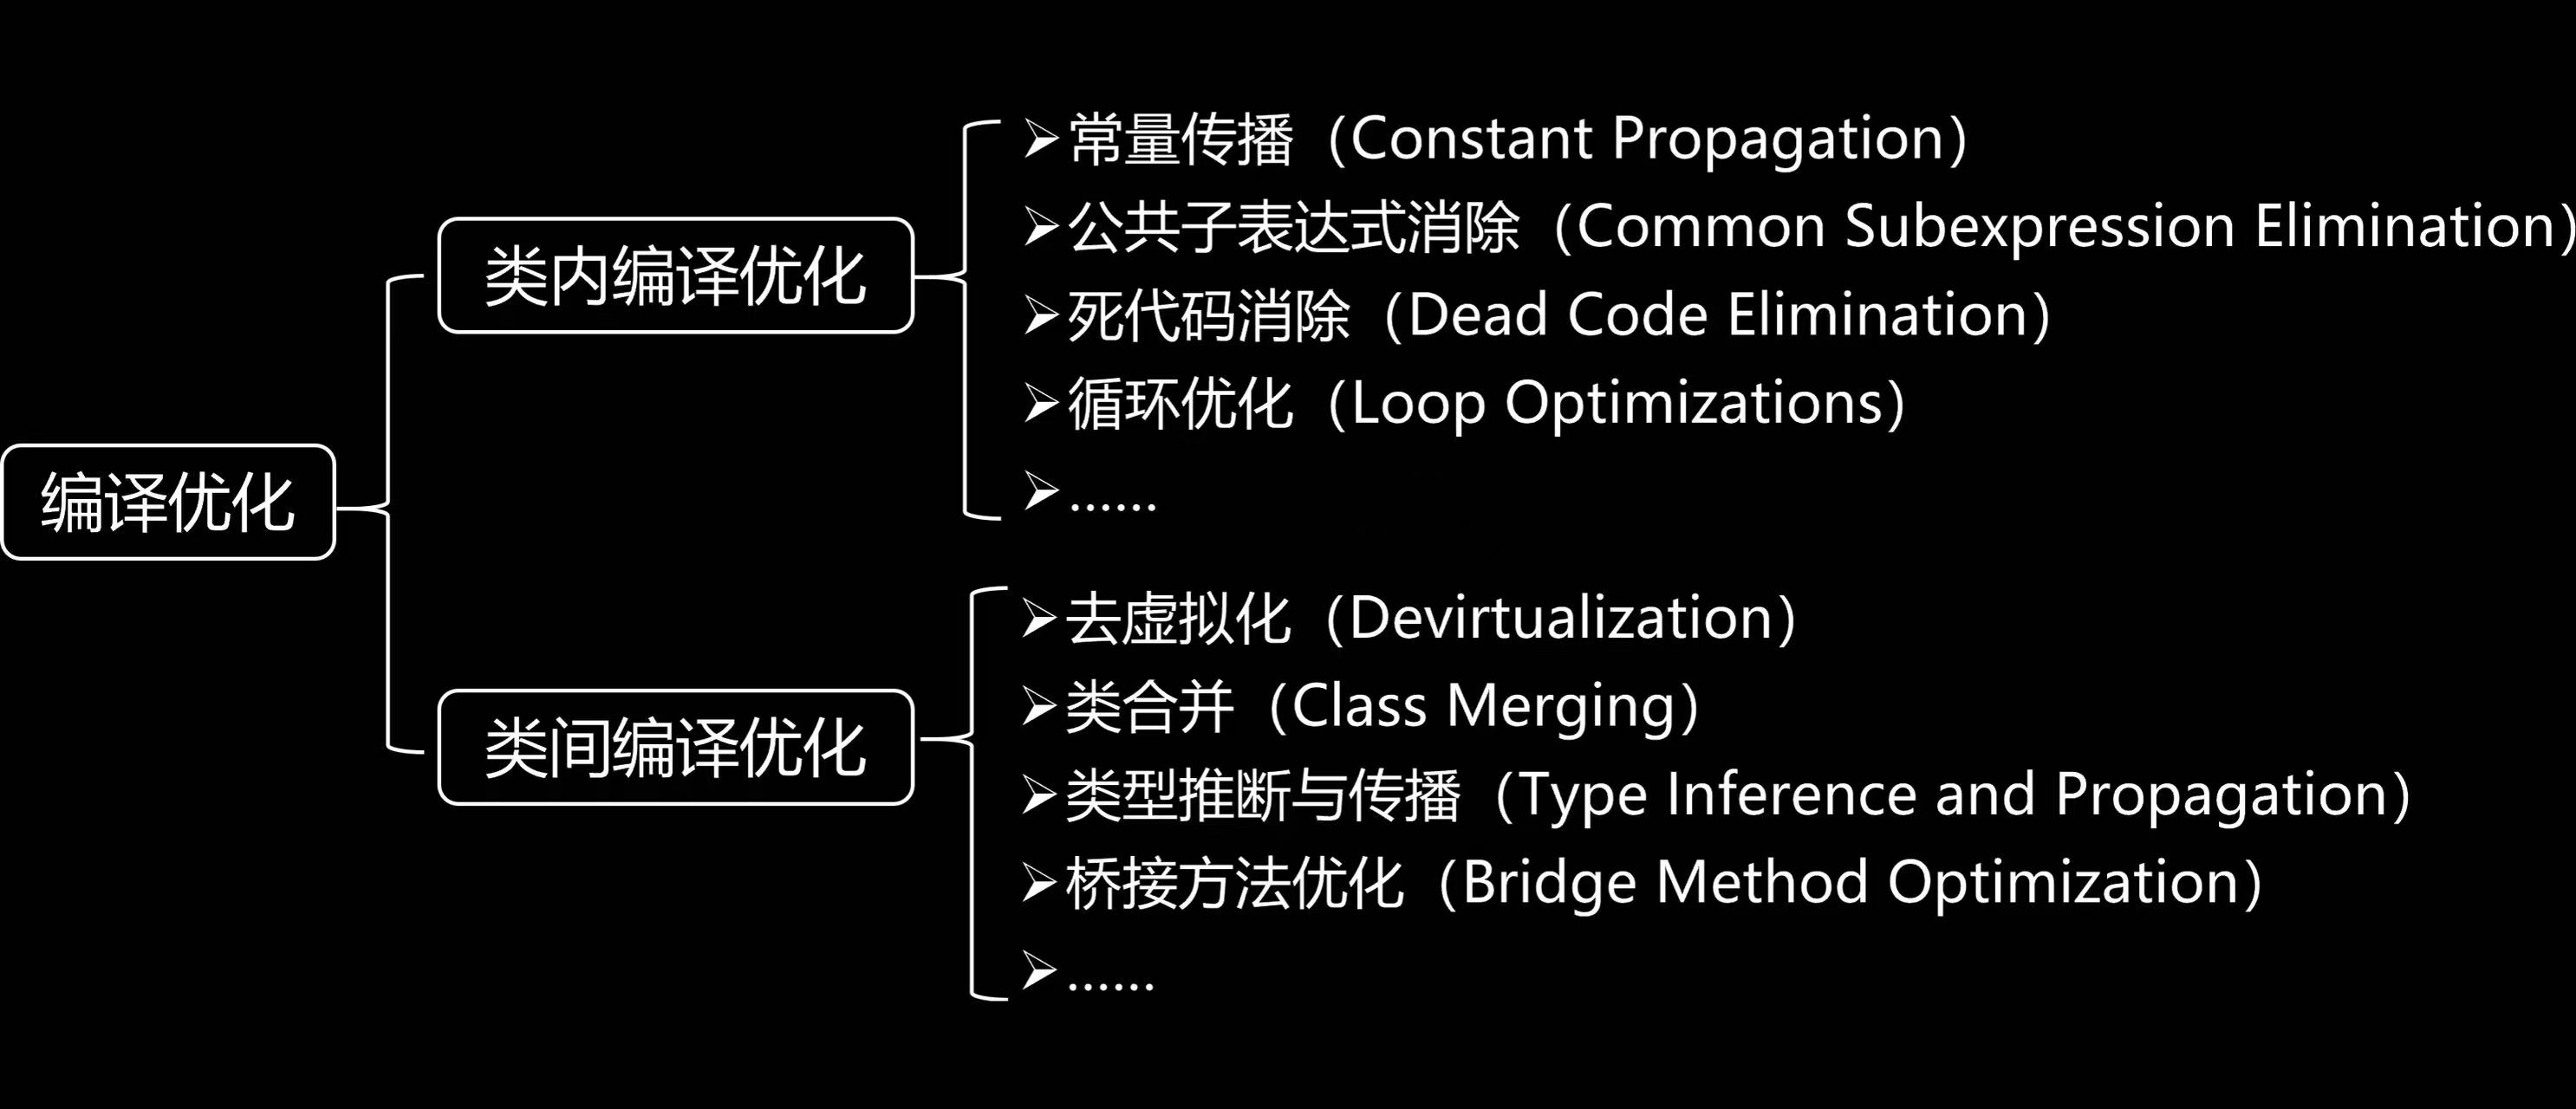 编译优化
类内编译优化
➢常量传播（Constant Propagation）
➢公共子表达式消除（Common Subexpression Elimination）
➢死代码消除（Dead Code Elimination）
➢循环优化（Loop Optimizations）
➢……
类间编译优化
➢去虚拟化（Devirtualization）
➢类合并（Class Merging）
➢类型推断与传播（Type Inference and Propagation）
➢桥接方法优化（Bridge Method Optimization）
➢……